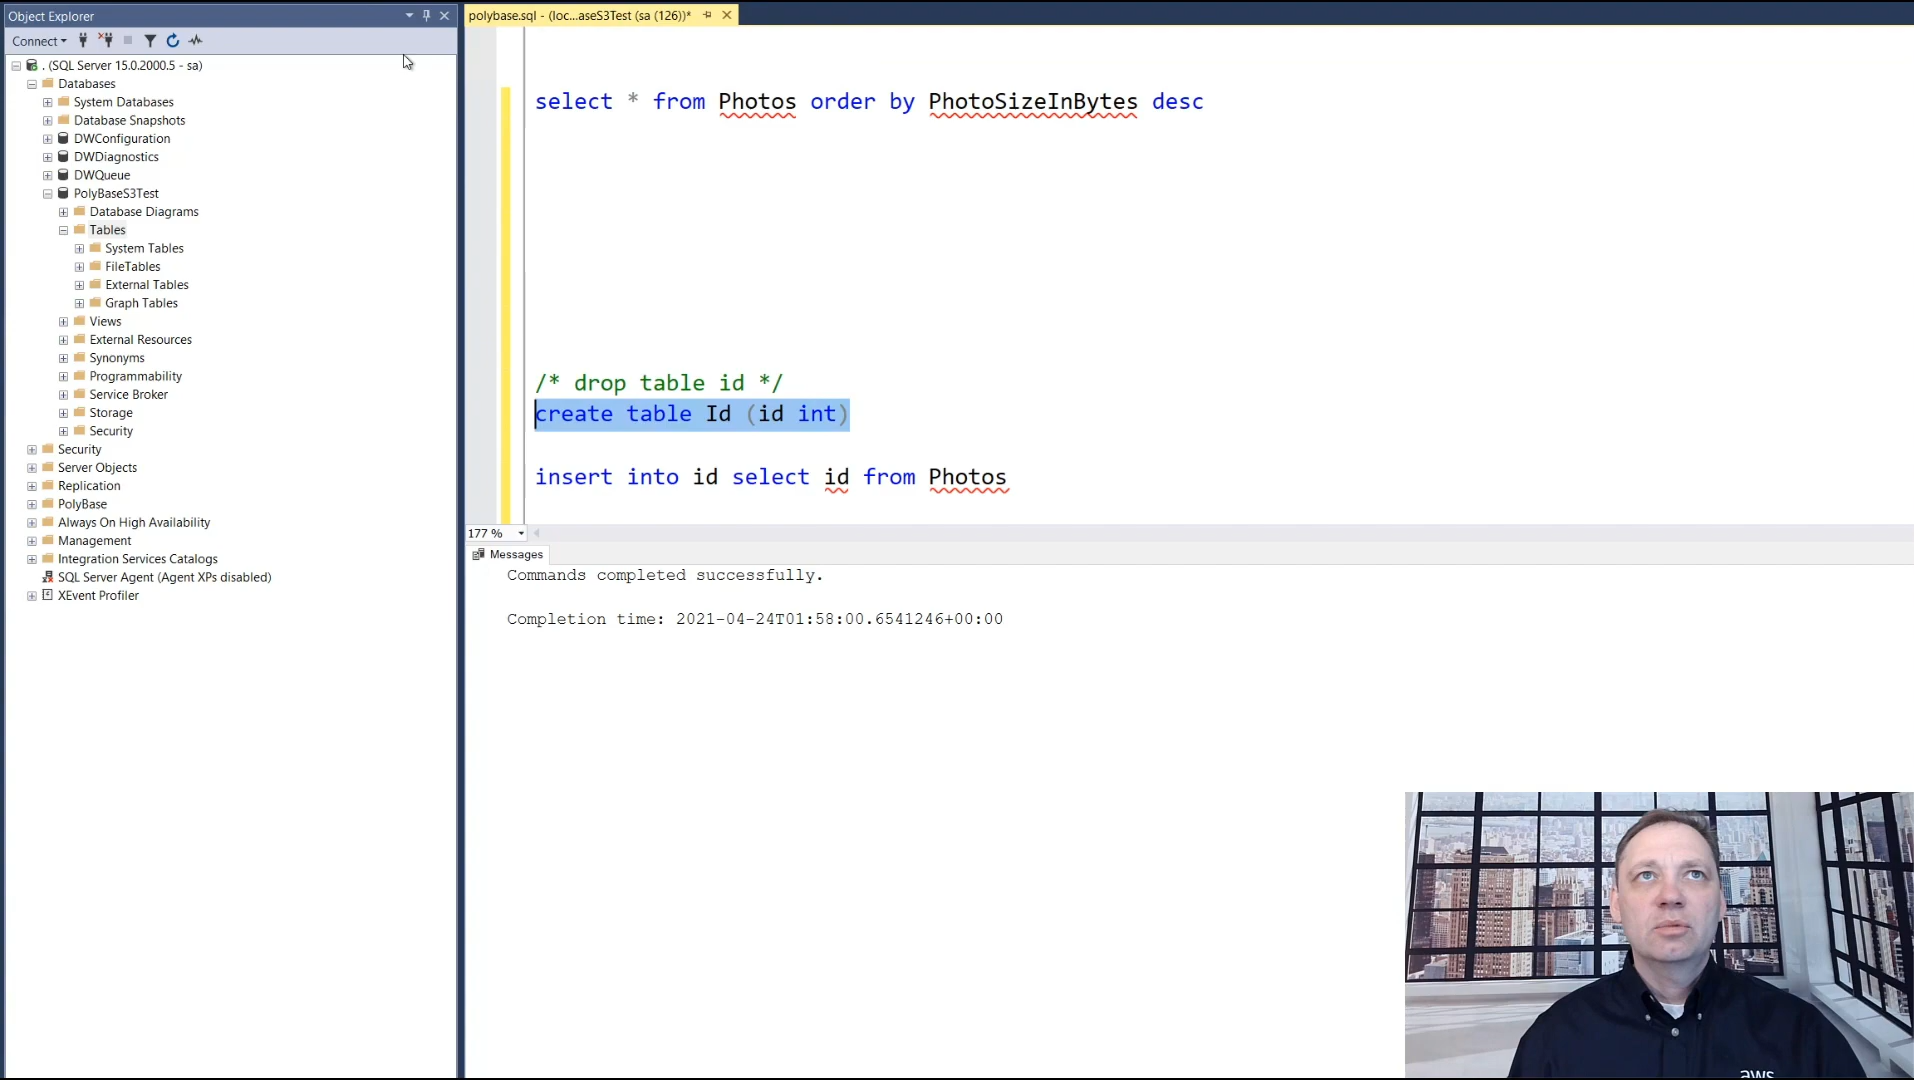 Object Explorer
Connect
. (SQL Server 15.0.2000.5 - sa)
Databases
System Databases
Database Snapshots
DWConfiguration
DWDiagnostics
DWQueue
PolyBaseS3Test
Database Diagrams
Tables
System Tables
FileTables
External Tables
Graph Tables
Views
External Resources
Synonyms
Programmability
Service Broker
Storage
Security
Security
Server Objects
Replication
PolyBase
Always On High Availability
Management
Integration Services Catalogs
SQL Server Agent (Agent XPs disabled)
XEvent Profiler
polybase.sql - (loc...aseS3Test (sa (126))*
select * from Photos order by PhotoSizeInBytes desc
/* drop table id */
create table Id (id int)
insert into id select id from Photos
177 %
Messages
Commands completed successfully.
Completion time: 2021-04-24T01:58:00.6541246+00:00
aws